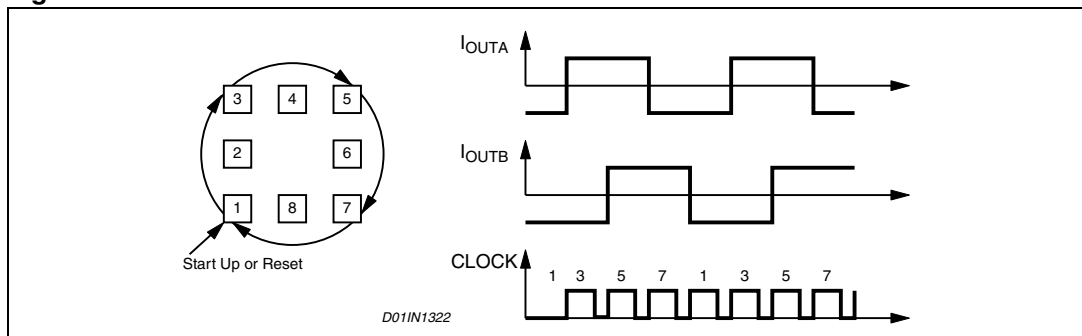 3 4 5
2 6
1 8 7
Start Up or Reset
D01IN1322
IOUTA
IOUTB
CLOCK
1 3 5 7 1 3 5 7